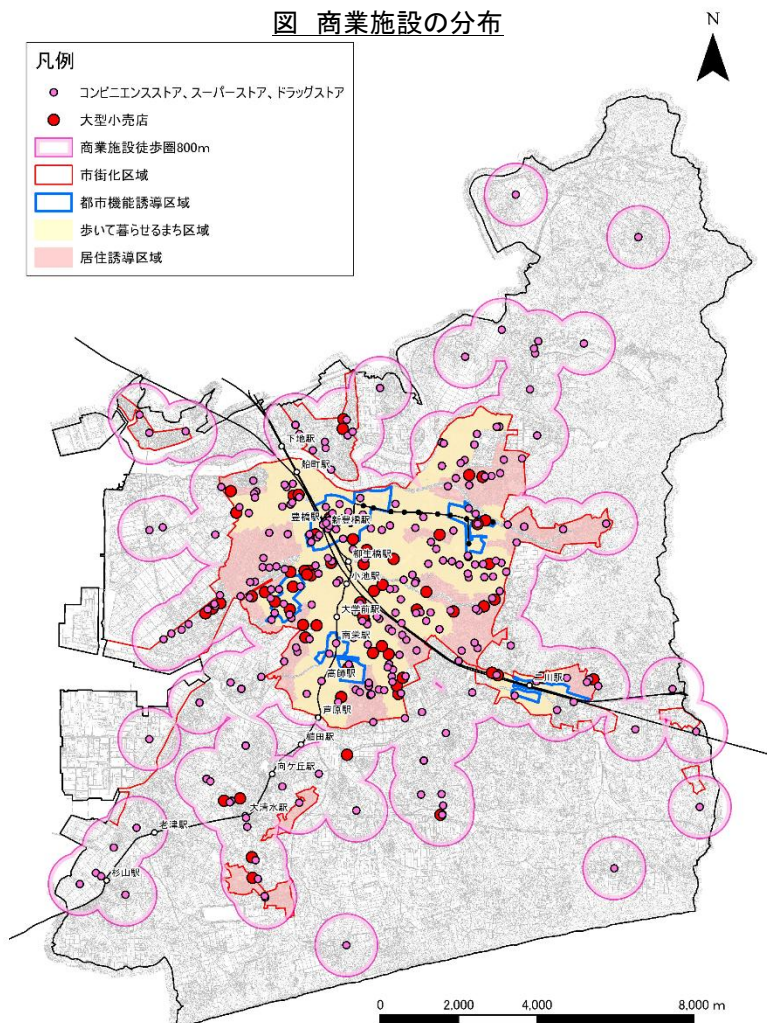 図 商業施設の分布
N
凡例
コンビニエンスストア、スーパーストア、ドラッグストア
大型小売店
商業施設徒歩圏800m
市街化区域
都市機能誘導区域
歩いて暮らせるまち区域
居住誘導区域
下地駅
船町駅
豊橋駅
新豊橋駅
柳生橋駅
小池駅
大学前駅
南栄駅
高師駅
二川駅
芦原駅
植田駅
向ケ丘駅
大清水駅
老津駅
杉山駅
0 2,000 4,000 8,000 m